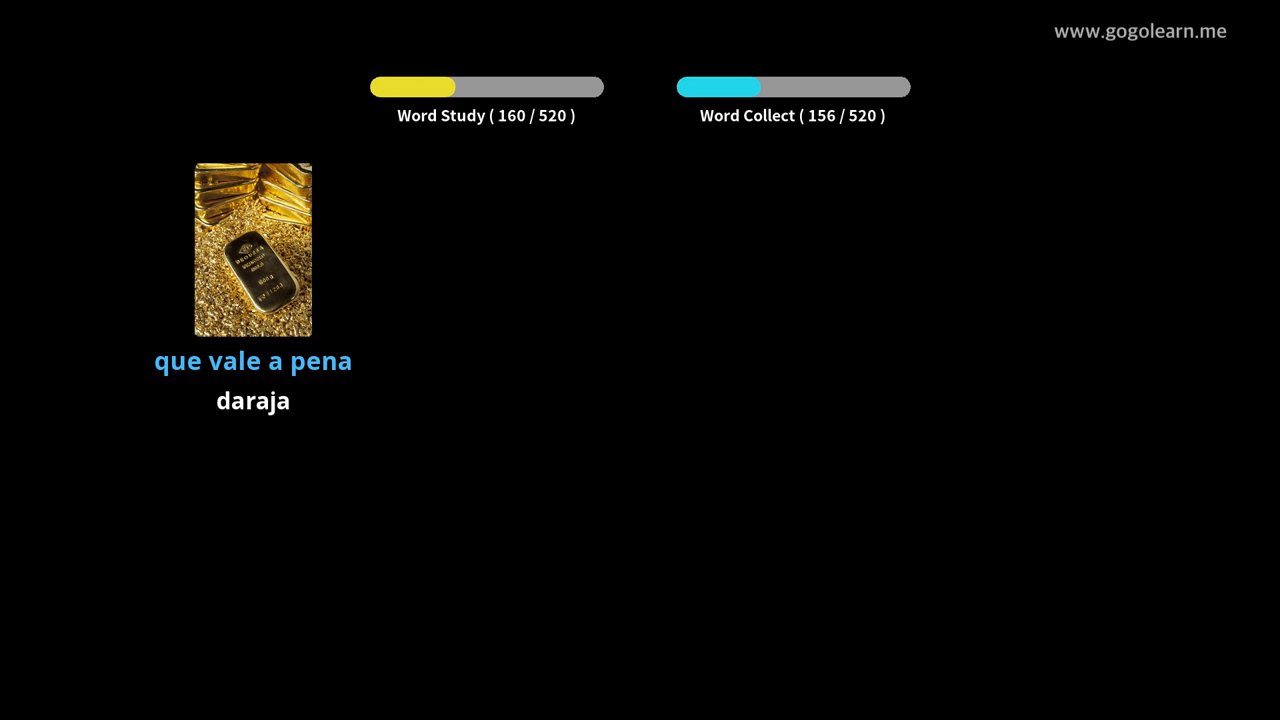 www.gogolearn.me
Word Study ( 160 / 520 )
Word Collect ( 156 / 520 )
que vale a pena
daraja